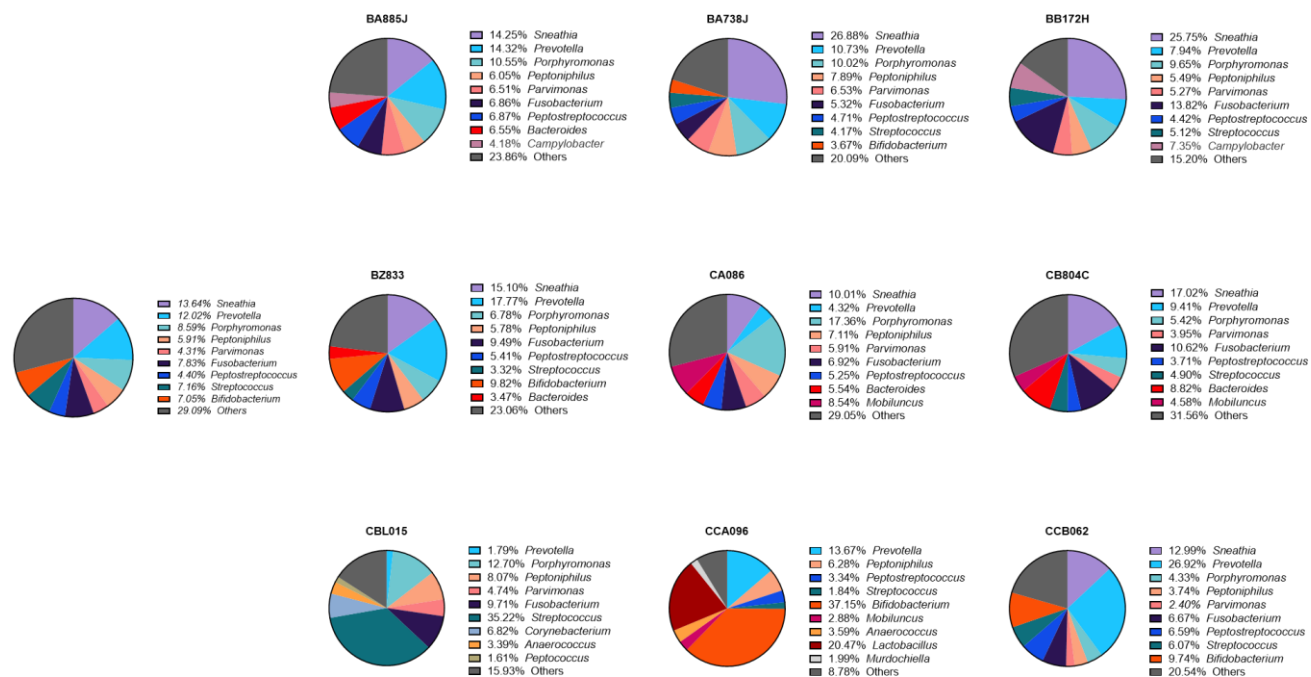 BA885J
14.25% Sneathia
14.32% Prevotella
10.55% Porphyromonas
6.05% Peptoniphilus
6.51% Parvimonas
6.86% Fusobacterium
6.87% Peptostreptococcus
6.55% Bacteroides
4.18% Campylobacter
23.86% Others
BA738J
26.88% Sneathia
10.73% Prevotella
10.02% Porphyromonas
7.89% Peptoniphilus
6.53% Parvimonas
5.32% Fusobacterium
4.71% Peptostreptococcus
4.17% Streptococcus
3.67% Bifidobacterium
20.09% Others
BB172H
25.75% Sneathia
7.94% Prevotella
9.65% Porphyromonas
5.49% Peptoniphilus
5.27% Parvimonas
13.82% Fusobacterium
4.42% Peptostreptococcus
5.12% Streptococcus
7.35% Campylobacter
15.20% Others
13.64% Sneathia
12.02% Prevotella
8.59% Porphyromonas
5.91% Peptoniphilus
4.31% Parvimonas
7.83% Fusobacterium
4.40% Peptostreptococcus
7.16% Streptococcus
7.05% Bifidobacterium
29.09% Others
BZ833
15.10% Sneathia
17.77% Prevotella
6.78% Porphyromonas
5.78% Peptoniphilus
9.49% Fusobacterium
5.41% Peptostreptococcus
3.32% Streptococcus
9.82% Bifidobacterium
3.47% Bacteroides
23.06% Others
CA086
10.01% Sneathia
4.32% Prevotella
17.36% Porphyromonas
7.11% Peptoniphilus
5.91% Parvimonas
6.92% Fusobacterium
5.25% Peptostreptococcus
5.54% Bacteroides
8.54% Mobiluncus
29.05% Others
CB804C
17.02% Sneathia
9.41% Prevotella
5.42% Porphyromonas
3.95% Parvimonas
10.62% Fusobacterium
3.71% Peptostreptococcus
4.90% Streptococcus
8.82% Bacteroides
4.58% Mobiluncus
31.56% Others
CBL015
1.79% Prevotella
12.70% Porphyromonas
8.07% Peptoniphilus
4.74% Parvimonas
9.71% Fusobacterium
35.22% Streptococcus
6.82% Corynebacterium
3.39% Anaerococcus
1.61% Peptococcus
15.93% Others
CCA096
13.67% Prevotella
6.28% Peptoniphilus
3.34% Peptostreptococcus
1.84% Streptococcus
37.15% Bifidobacterium
2.88% Mobiluncus
3.59% Anaerococcus
20.47% Lactobacillus
1.99% Murdochiella
8.78% Others
CCB062
12.99% Sneathia
26.92% Prevotella
4.33% Porphyromonas
3.74% Peptoniphilus
2.40% Parvimonas
6.67% Fusobacterium
6.59% Peptostreptococcus
6.07% Streptococcus
9.74% Bifidobacterium
20.54% Others